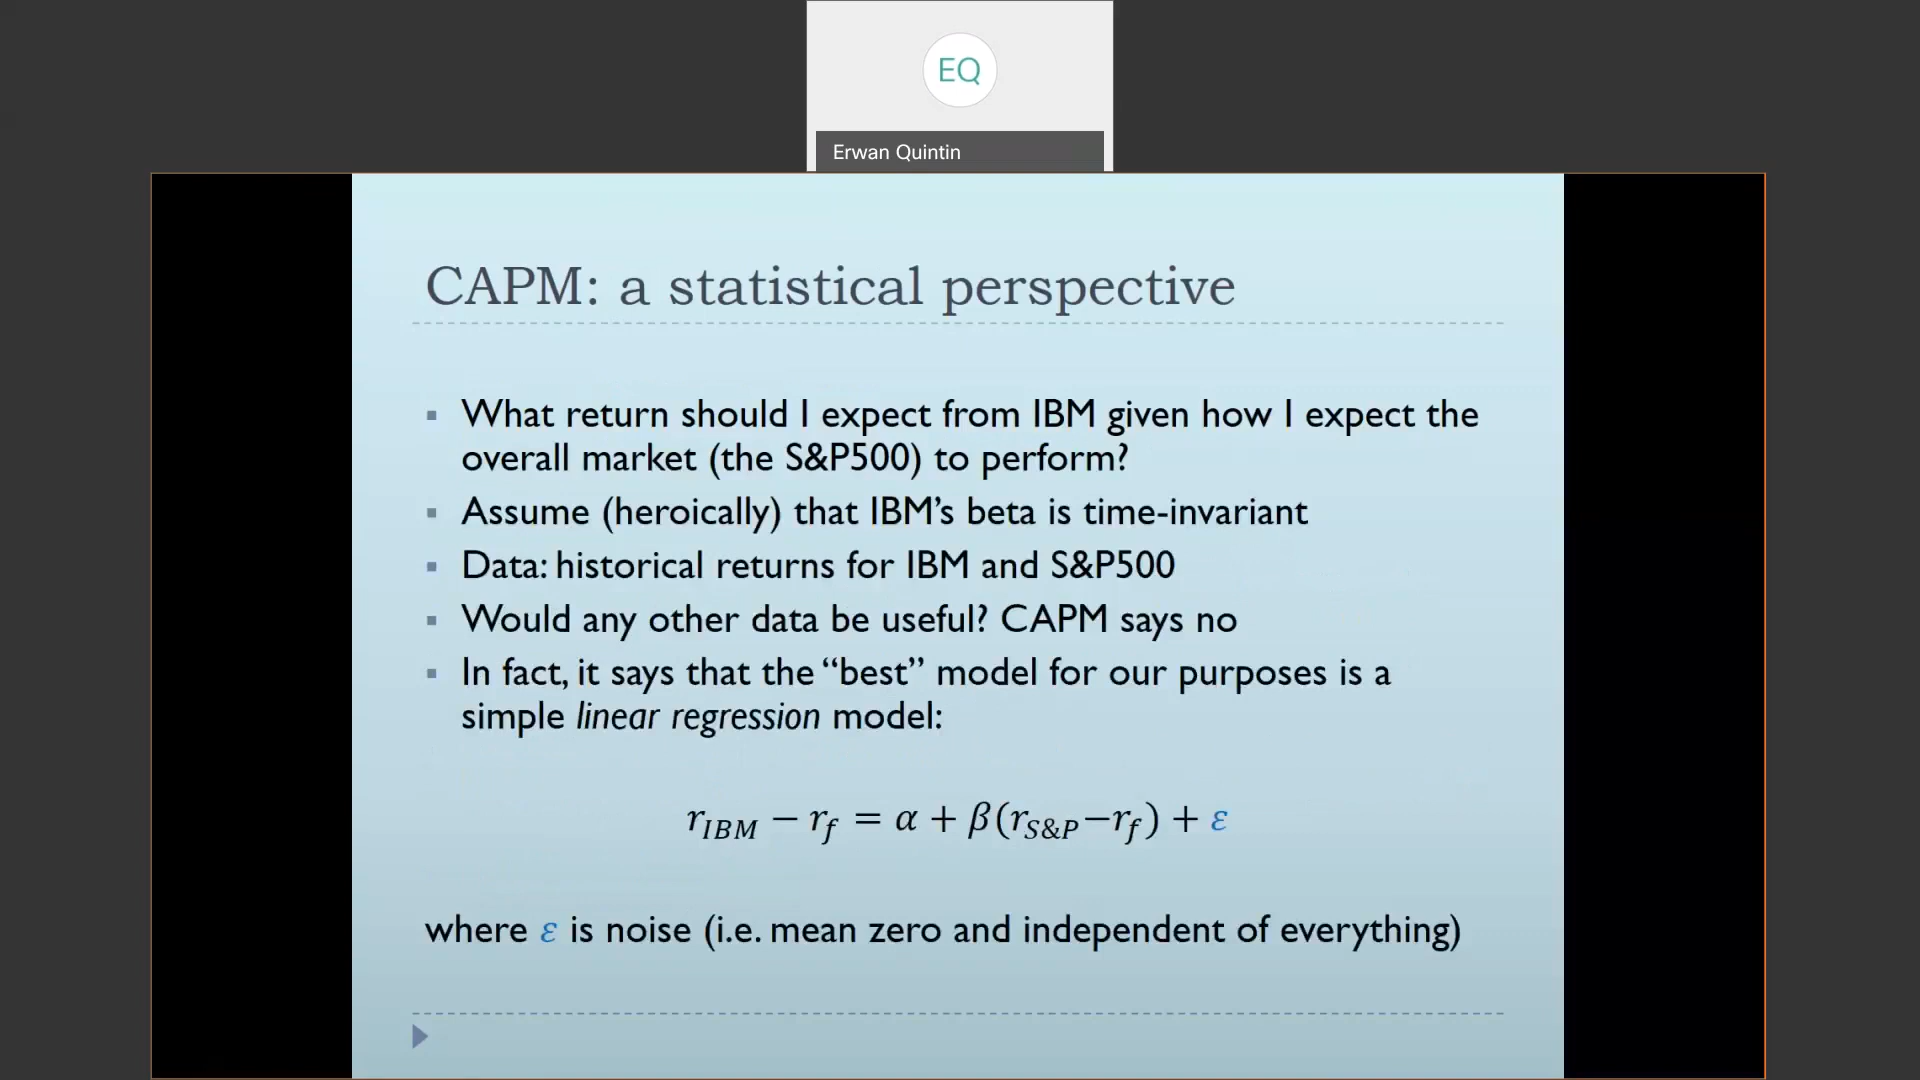 EQ
Erwan Quintin
CAPM: a statistical perspective
▪ What return should I expect from IBM given how I expect the
overall market (the S&P500) to perform?
▪ Assume (heroically) that IBM’s beta is time-invariant
▪ Data: historical returns for IBM and S&P500
▪ Would any other data be useful? CAPM says no
▪ In fact, it says that the “best” model for our purposes is a
simple linear regression model:
r_{IBM} − r_f = α + β(r_{S&P}−r_f) + ε
where ε is noise (i.e. mean zero and independent of everything)